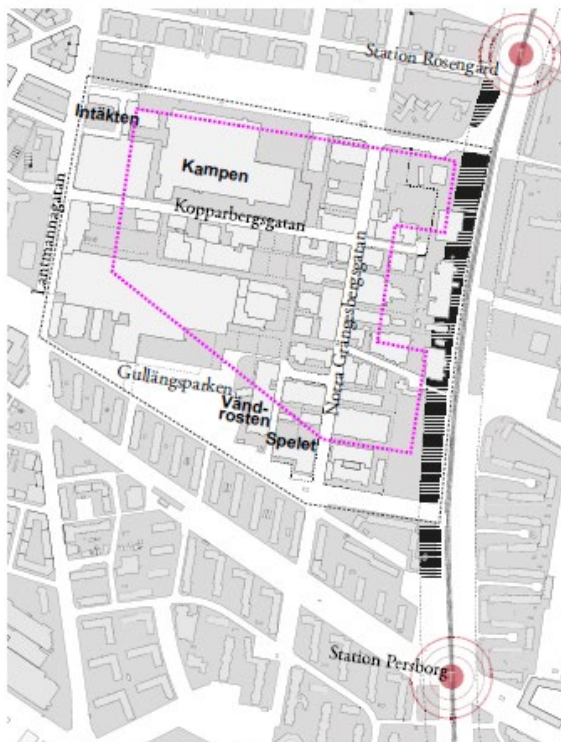 Station Rosengård
Intäkten
Kampen
Kopparbergsgatan
Lantmannagatan
Norra Grängesbergsgatan
Gullängsparken
Vänd-
rosten
Spelet
Station Persborg